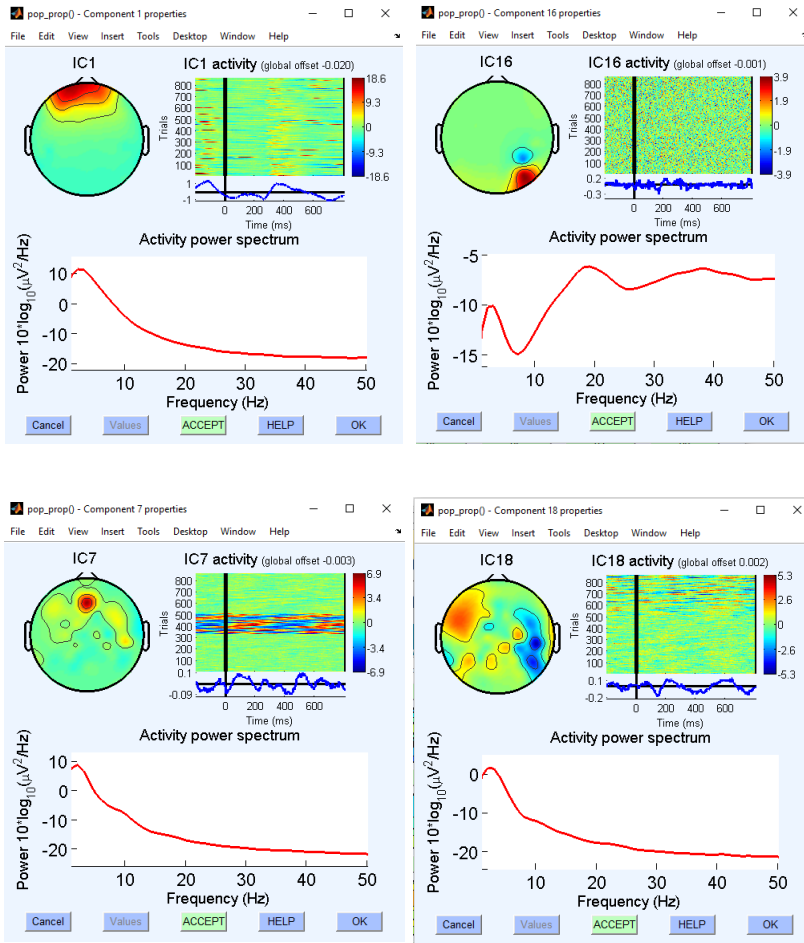 pop_prop() - Component 1 properties
File Edit View Insert Tools Desktop Window Help
IC1
IC1 activity (global offset -0.020)
Trials
800
700
600
500
400
300
200
100
18.6
9.3
0
-9.3
-18.6
1
-1
0 200 400 600
Time (ms)
Activity power spectrum
Power 10*log10(μV2/Hz)
10
0
-10
-20
10 20 30 40 50
Frequency (Hz)
Cancel Values ACCEPT HELP OK
pop_prop() - Component 16 properties
File Edit View Insert Tools Desktop Window Help
IC16
IC16 activity (global offset -0.001)
Trials
800
700
600
500
400
300
200
100
3.9
1.9
0
-1.9
-3.9
0.2
-0.3
0 200 400 600
Time (ms)
Activity power spectrum
Power 10*log10(μV2/Hz)
-5
-10
-15
10 20 30 40 50
Frequency (Hz)
Cancel Values ACCEPT HELP OK
pop_prop() - Component 7 properties
File Edit View Insert Tools Desktop Window Help
IC7
IC7 activity (global offset -0.003)
Trials
800
700
600
500
400
300
200
100
6.9
3.4
0
-3.4
-6.9
0.1
-0.09
0 200 400 600
Time (ms)
Activity power spectrum
Power 10*log10(μV2/Hz)
10
0
-10
-20
10 20 30 40 50
Frequency (Hz)
Cancel Values ACCEPT HELP OK
pop_prop() - Component 18 properties
File Edit View Insert Tools Desktop Window Help
IC18
IC18 activity (global offset 0.002)
Trials
800
700
600
500
400
300
200
100
5.3
2.6
0
-2.6
-5.3
0.1
-0.2
0 200 400 600
Time (ms)
Activity power spectrum
Power 10*log10(μV2/Hz)
0
-10
-20
10 20 30 40 50
Frequency (Hz)
Cancel Values ACCEPT HELP OK